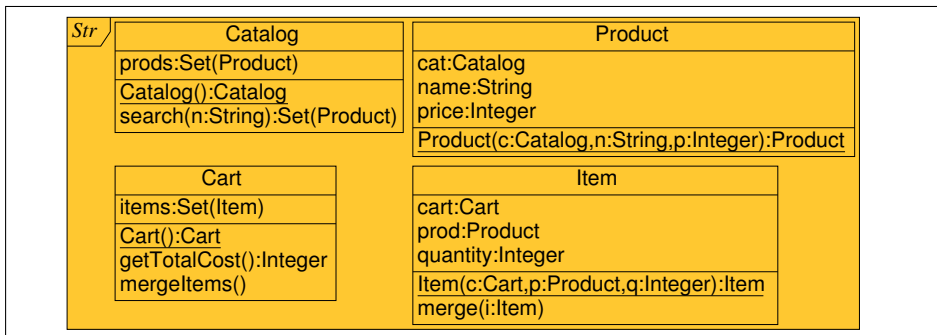 Str
Catalog
prods:Set(Product)
Catalog():Catalog
search(n:String):Set(Product)
Product
cat:Catalog
name:String
price:Integer
Product(c:Catalog,n:String,p:Integer):Product
Cart
items:Set(Item)
Cart():Cart
getTotalCost():Integer
mergeItems()
Item
cart:Cart
prod:Product
quantity:Integer
Item(c:Cart,p:Product,q:Integer):Item
merge(i:Item)